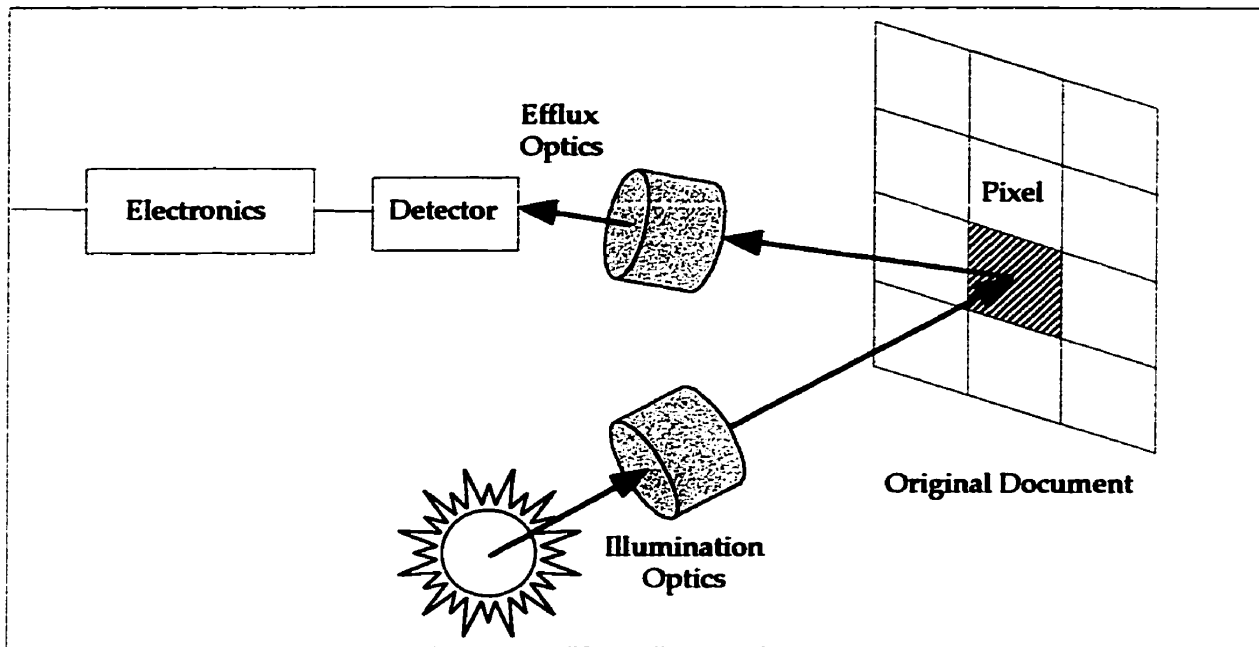 Efflux
Optics
Electronics
Detector
Pixel
Original Document
Illumination
Optics